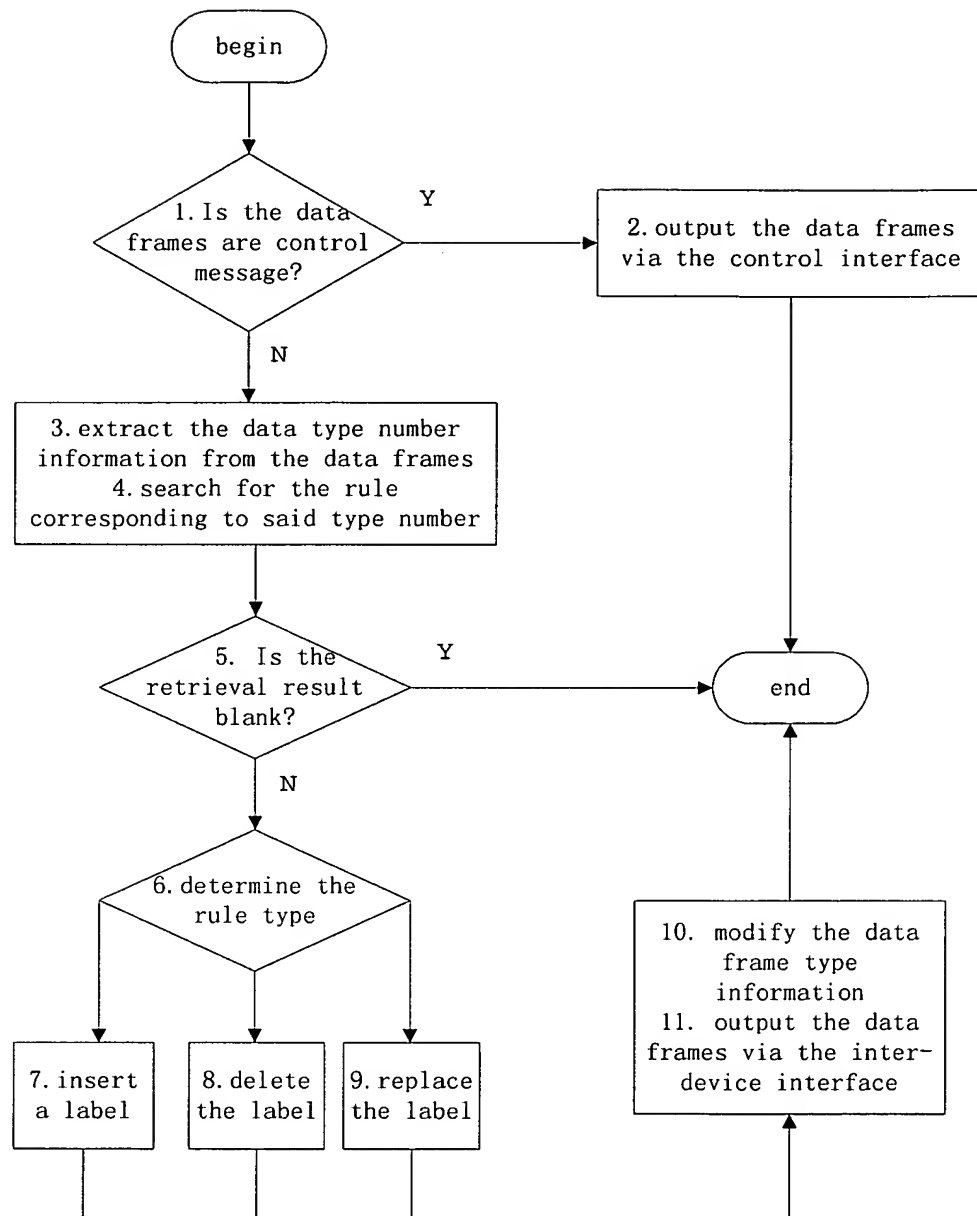 begin
1. Is the data
frames are control
message?
Y
2. output the data frames
via the control interface
N
3. extract the data type number
information from the data frames
4. search for the rule
corresponding to said type number
5. Is the
retrieval result
blank?
Y
end
N
6. determine the
rule type
10. modify the data
frame type
information
11. output the data
frames via the inter-
device interface
7. insert
a label
8. delete
the label
9. replace
the label